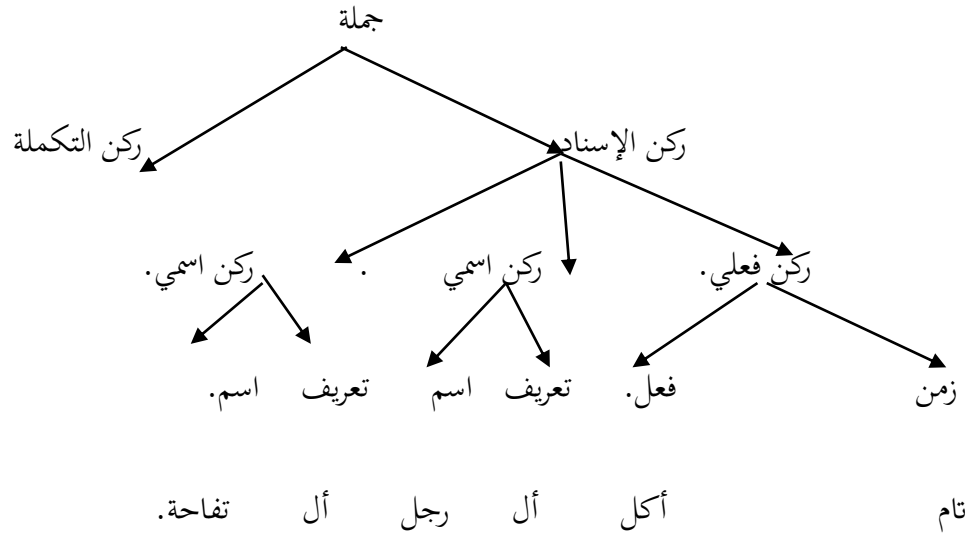 جملة
ركن الإسناد ركن التكملة
ركن فعلي. ركن اسمي . ركن اسمي.
زمن فعل. تعريف اسم تعريف اسم.
تام أكل أل رجل أل تفاحة.